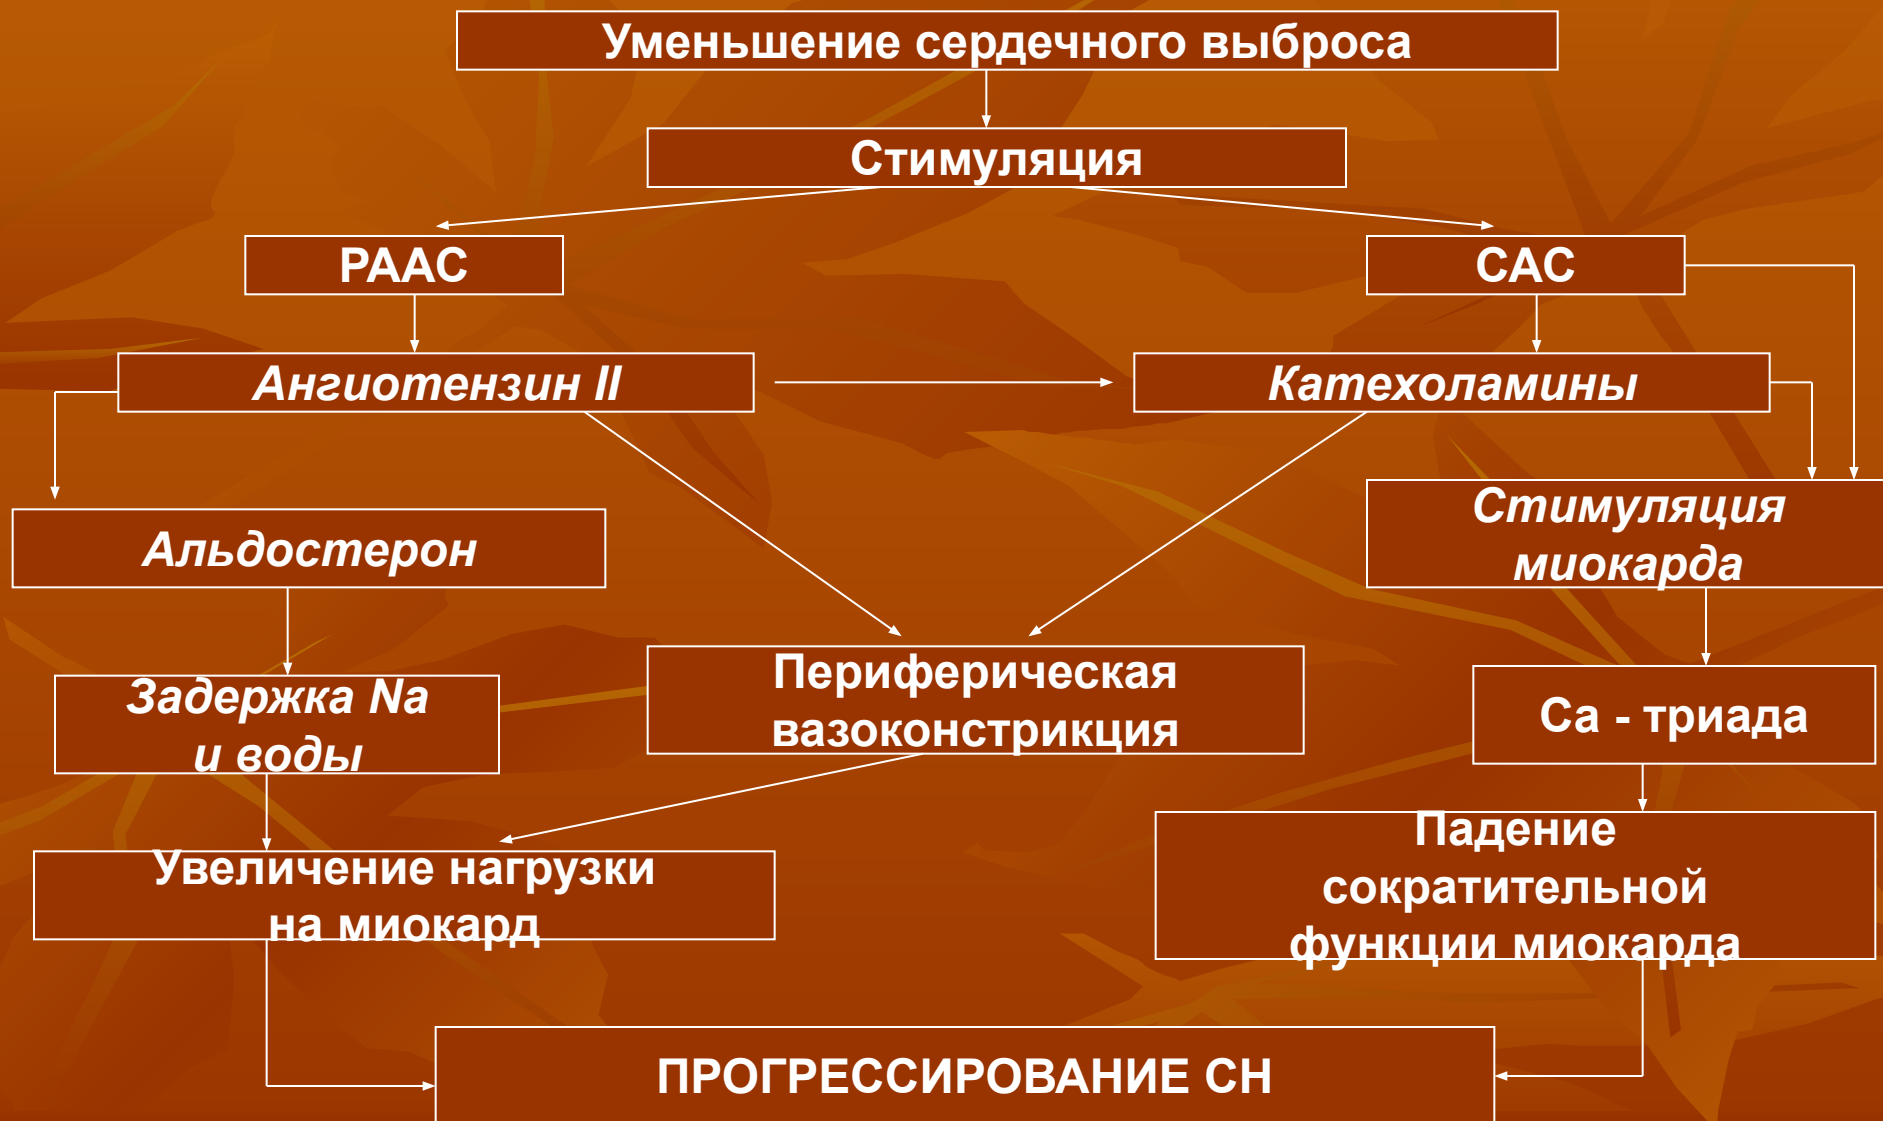 Уменьшение сердечного выброса
Стимуляция
РААС
САС
Ангиотензин II
Катехоламины
Альдостерон
Стимуляция
миокарда
Задержка Na
и воды
Периферическая
вазоконстрикция
Са - триада
Увеличение нагрузки
на миокард
Падение
сократительной
функции миокарда
ПРОГРЕССИРОВАНИЕ СН